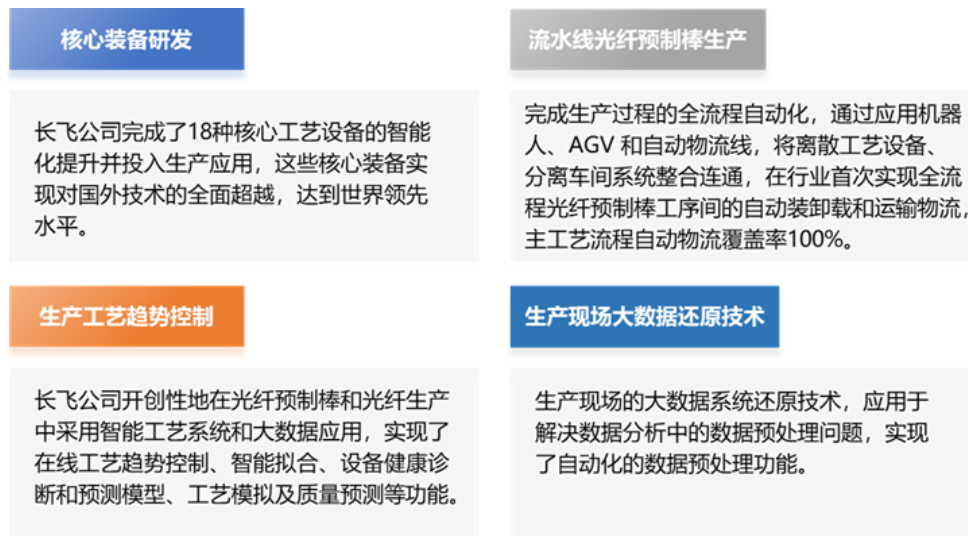 核心装备研发
长飞公司完成了18种核心工艺设备的智能
化提升并投入生产应用，这些核心装备实
现对国外技术的全面超越，达到世界领先
水平。
流水线光纤预制棒生产
完成生产过程的全流程自动化，通过应用机器
人、AGV 和自动物流线，将离散工艺设备、
分离车间系统整合连通，在行业首次实现全流
程光纤预制棒工序间的自动装卸载和运输物流，
主工艺流程自动物流覆盖率100%。
生产工艺趋势控制
长飞公司开创性地在光纤预制棒和光纤生产
中采用智能工艺系统和大数据应用，实现了
在线工艺趋势控制、智能拟合、设备健康诊
断和预测模型、工艺模拟及质量预测等功能。
生产现场大数据还原技术
生产现场的大数据系统还原技术，应用于
解决数据分析中的数据预处理问题，实现
了自动化的数据预处理功能。